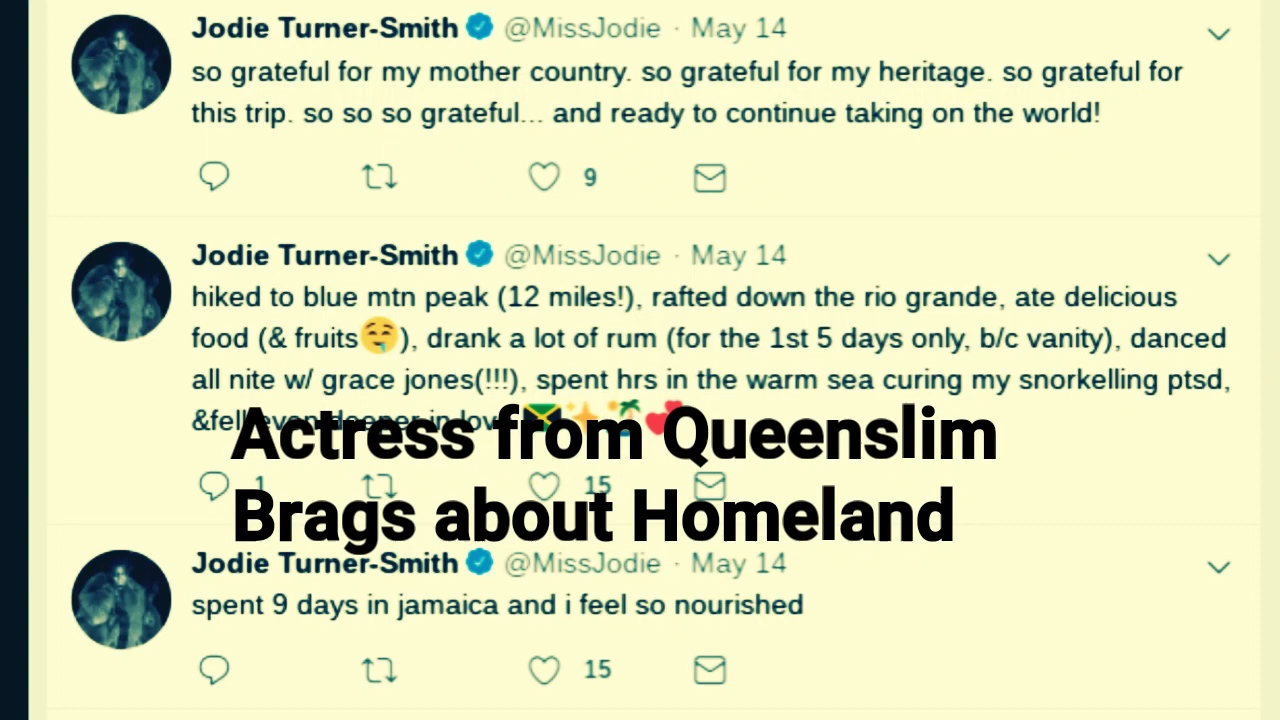 Jodie Turner-Smith @MissJodie · May 14
so grateful for my mother country. so grateful for my heritage. so grateful for
this trip. so so so grateful... and ready to continue taking on the world!
9
Jodie Turner-Smith @MissJodie · May 14
hiked to blue mtn peak (12 miles!), rafted down the rio grande, ate delicious
food (& fruits🤤), drank a lot of rum (for the 1st 5 days only, b/c vanity), danced
all nite w/ grace jones(!!!), spent hrs in the warm sea curing my snorkelling ptsd,
&fell even deeper in love 🇯🇲✨🏝💕
Actress from Queenslim
1 15
Brags about Homeland
Jodie Turner-Smith @MissJodie · May 14
spent 9 days in jamaica and i feel so nourished
15